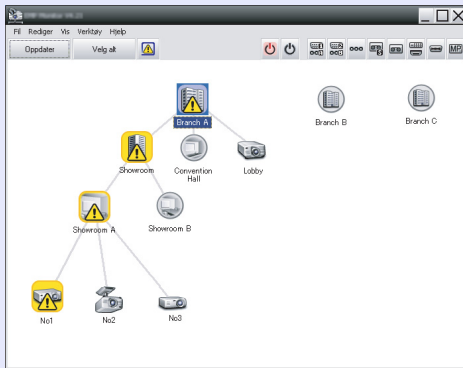 Fil Rediger Vis Verktøy Hjelp
Oppdater Velg alt
MP
Branch A
Branch B
Branch C
Showroom
Convention
Hall
Lobby
Showroom A
Showroom B
No1
No2
No3